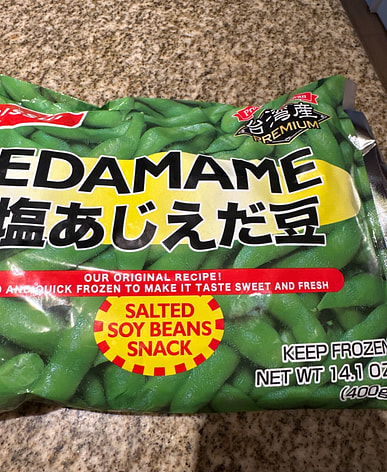 台湾産
PREMIUM
EDAMAME
塩あじえだ豆
OUR ORIGINAL RECIPE!
AND QUICK FROZEN TO MAKE IT TASTE SWEET AND FRESH
SALTED
SOY BEANS
SNACK
KEEP FROZEN
NET WT 14.1 OZ
(400g